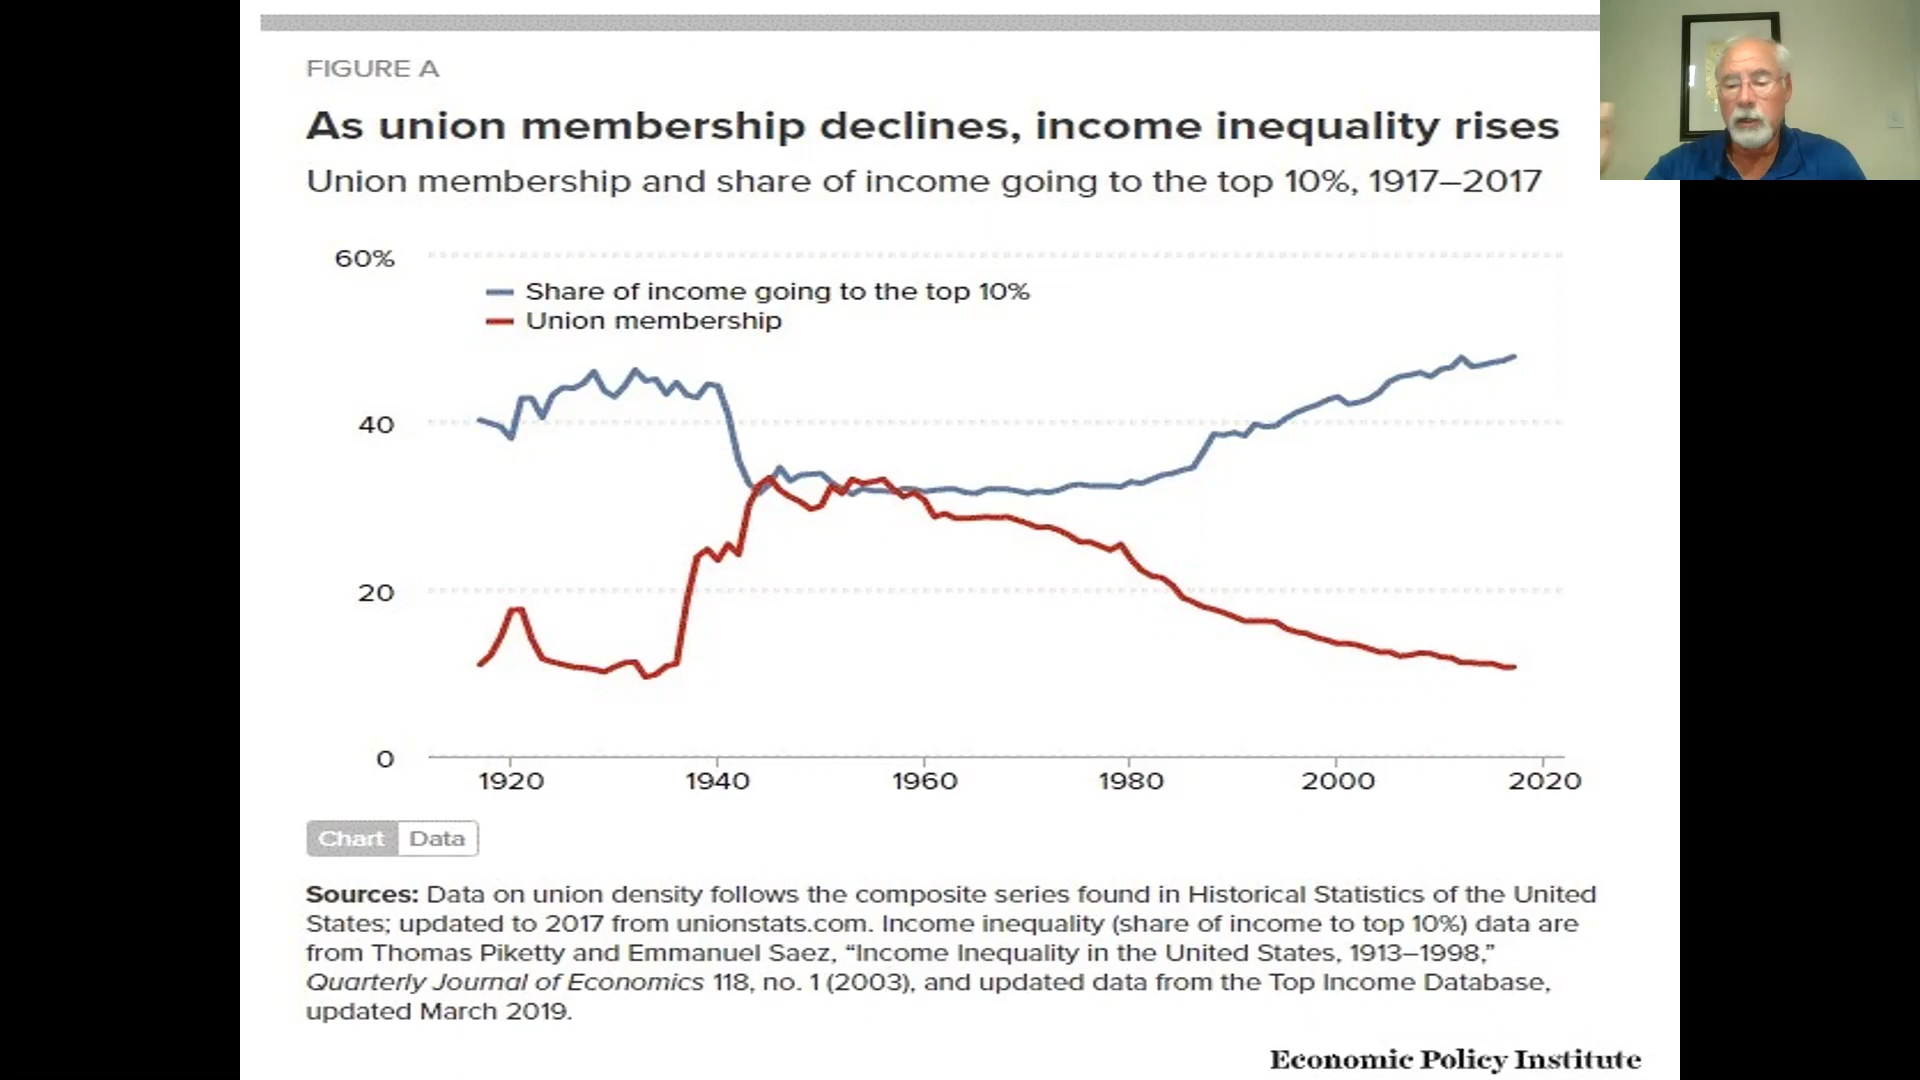 FIGURE A
As union membership declines, income inequality rises
Union membership and share of income going to the top 10%, 1917–2017
60%
Share of income going to the top 10%
Union membership
40
20
0
1920 1940 1960 1980 2000 2020
Chart Data
Sources: Data on union density follows the composite series found in Historical Statistics of the United
States; updated to 2017 from unionstats.com. Income inequality (share of income to top 10%) data are
from Thomas Piketty and Emmanuel Saez, “Income Inequality in the United States, 1913–1998,”
Quarterly Journal of Economics 118, no. 1 (2003), and updated data from the Top Income Database,
updated March 2019.
Economic Policy Institute